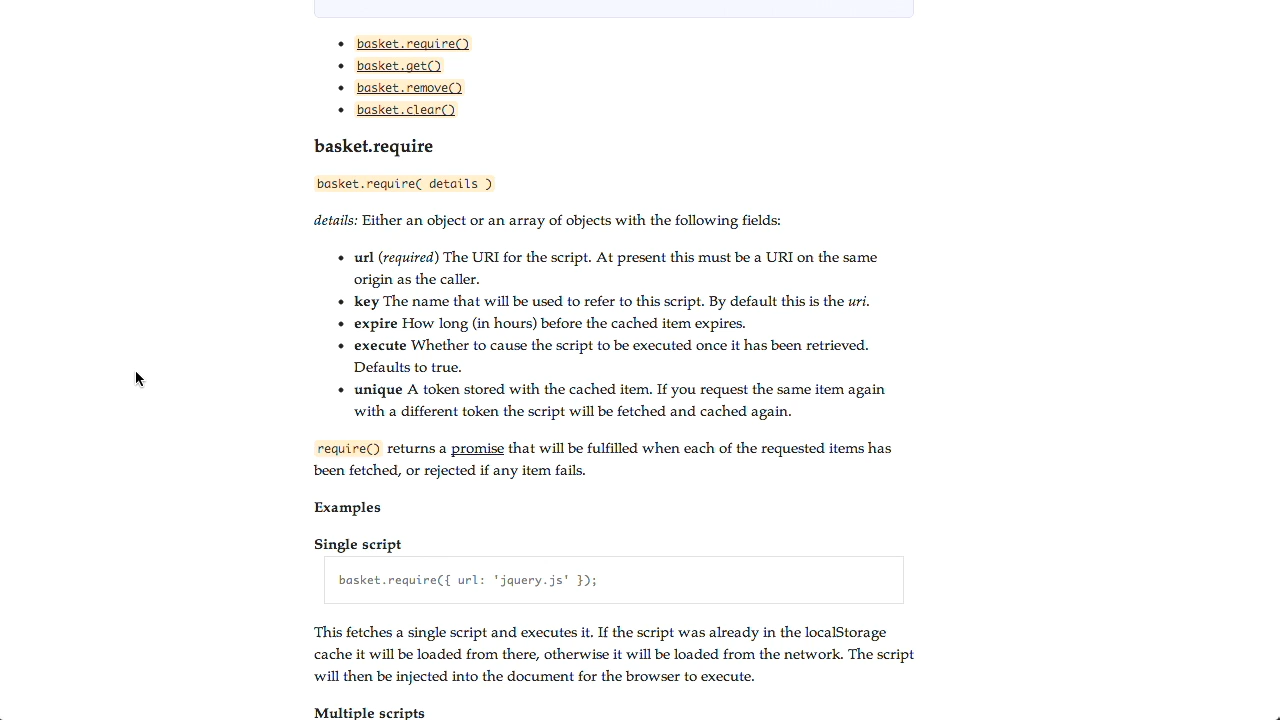 basket.require()
basket.get()
basket.remove()
basket.clear()
basket.require
basket.require( details )
details: Either an object or an array of objects with the following fields:
url (required) The URI for the script. At present this must be a URI on the same
origin as the caller.
key The name that will be used to refer to this script. By default this is the uri.
expire How long (in hours) before the cached item expires.
execute Whether to cause the script to be executed once it has been retrieved.
Defaults to true.
unique A token stored with the cached item. If you request the same item again
with a different token the script will be fetched and cached again.
require() returns a promise that will be fulfilled when each of the requested items has
been fetched, or rejected if any item fails.
Examples
Single script
basket.require({ url: 'jquery.js' });
This fetches a single script and executes it. If the script was already in the localStorage
cache it will be loaded from there, otherwise it will be loaded from the network. The script
will then be injected into the document for the browser to execute.
Multiple scripts